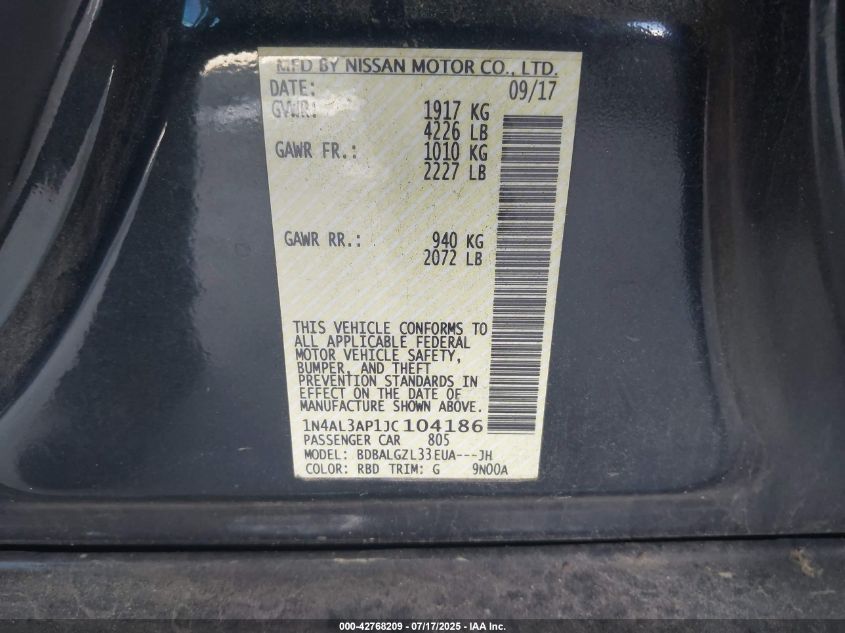 MFD BY NISSAN MOTOR CO., LTD.
DATE: 09/17
GVWR: 1917 KG
4226 LB
GAWR FR.: 1010 KG
2227 LB
GAWR RR.: 940 KG
2072 LB
THIS VEHICLE CONFORMS TO
ALL APPLICABLE FEDERAL
MOTOR VEHICLE SAFETY,
BUMPER, AND THEFT
PREVENTION STANDARDS IN
EFFECT ON THE DATE OF
MANUFACTURE SHOWN ABOVE.
1N4AL3AP1JC104186
PASSENGER CAR 805
MODEL: BDBALGZL33EUA---JH
COLOR: RBD TRIM: G 9N00A
000-42768209 - 07/17/2025 - IAA Inc.